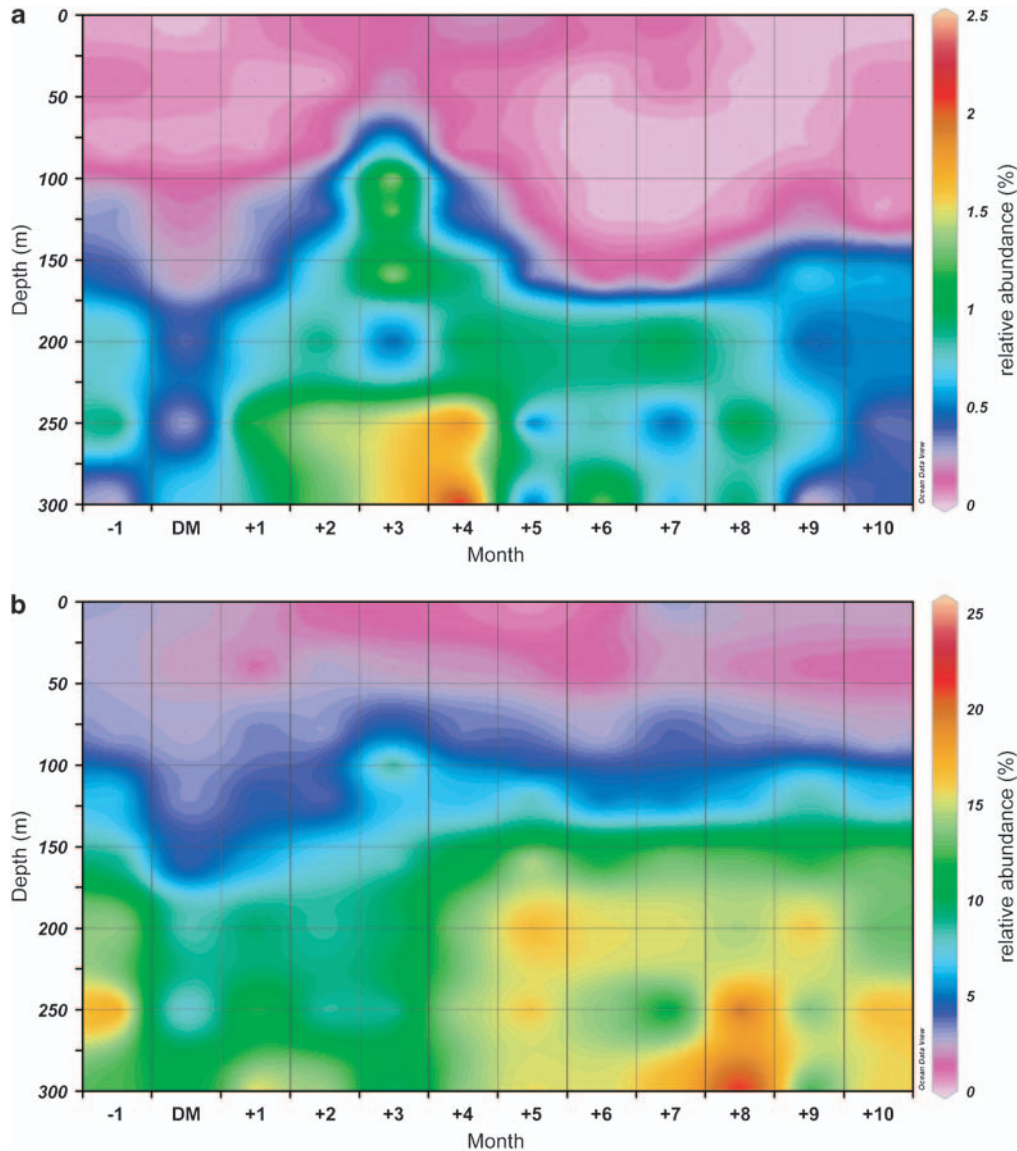 a
0
50
100
150
200
250
300
Depth (m)
-1 DM +1 +2 +3 +4 +5 +6 +7 +8 +9 +10
Month
2.5
2
1.5
1
0.5
0
relative abundance (%)
Ocean Data View
b
0
50
100
150
200
250
300
Depth (m)
-1 DM +1 +2 +3 +4 +5 +6 +7 +8 +9 +10
Month
25
20
15
10
5
0
relative abundance (%)
Ocean Data View